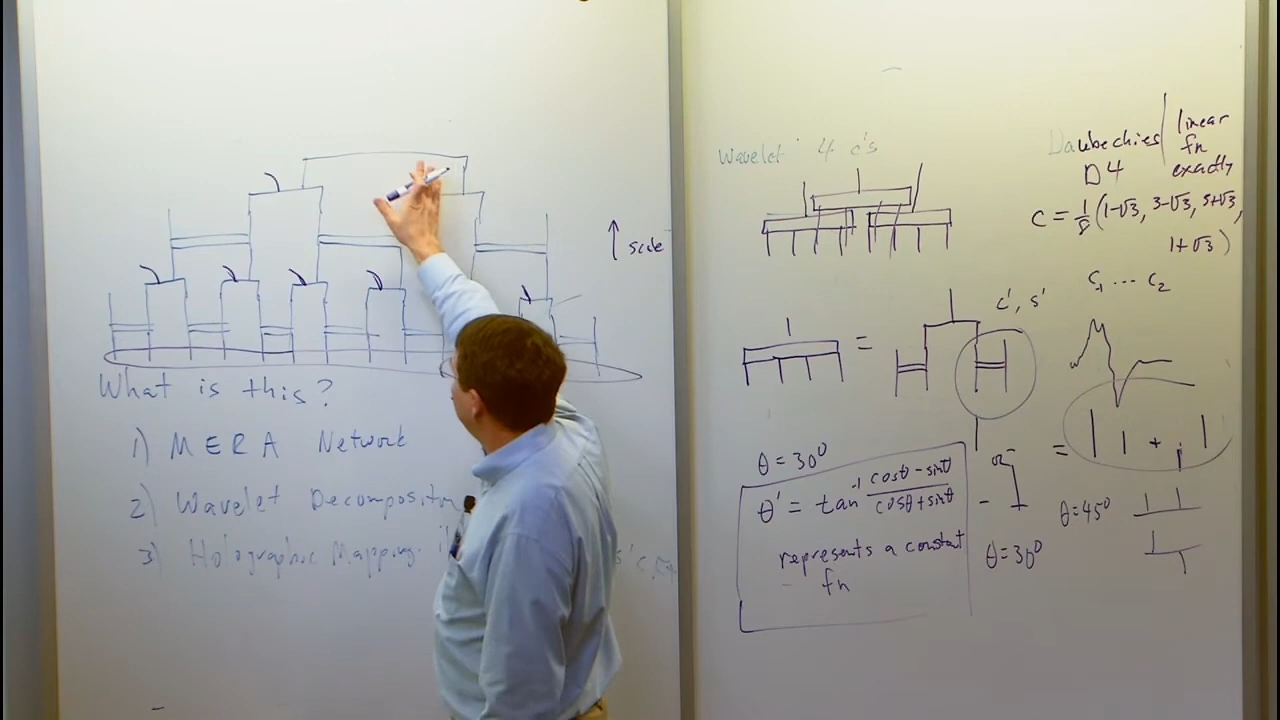 scale
What is this?
1) MERA Network
2) Wavelet Decomposition
3) Holographic Mapping.
Wavelet 4 c's
Daubechies
D4
linear
fn
exactly
c = 1/8 (1-√3, 3-√3, 3+√3,
1+√3)
c₁ ... c₂
c', s'
=
θ = 30°
θ' = tan⁻¹ (cosθ - sinθ)/(cosθ + sinθ)
represents a constant
fn
= +
θ = 45°
θ = 30°